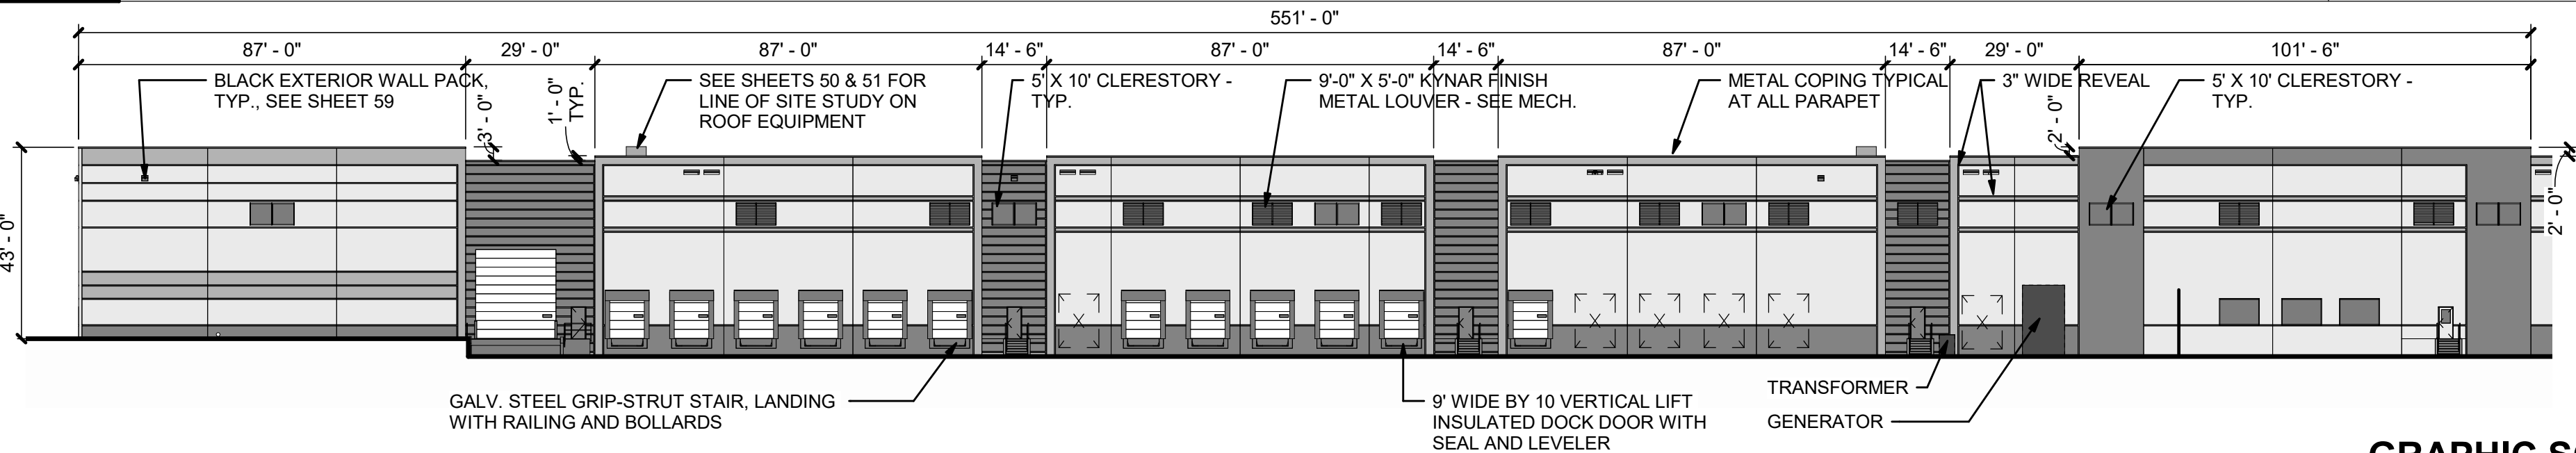 551' - 0"
87' - 0"
29' - 0"
87' - 0"
14' - 6"
87' - 0"
14' - 6"
87' - 0"
14' - 6"
29' - 0"
101' - 6"
BLACK EXTERIOR WALL PACK,
TYP., SEE SHEET 59
3' - 0"
1' - 0"
TYP.
SEE SHEETS 50 & 51 FOR
LINE OF SITE STUDY ON
ROOF EQUIPMENT
5' X 10' CLERESTORY -
TYP.
9'-0" X 5'-0" KYNAR FINISH
METAL LOUVER - SEE MECH.
METAL COPING TYPICAL
AT ALL PARAPET
3" WIDE REVEAL
2' - 0"
5' X 10' CLERESTORY -
TYP.
43' - 0"
2' - 0"
GALV. STEEL GRIP-STRUT STAIR, LANDING
WITH RAILING AND BOLLARDS
9' WIDE BY 10 VERTICAL LIFT
INSULATED DOCK DOOR WITH
SEAL AND LEVELER
TRANSFORMER
GENERATOR